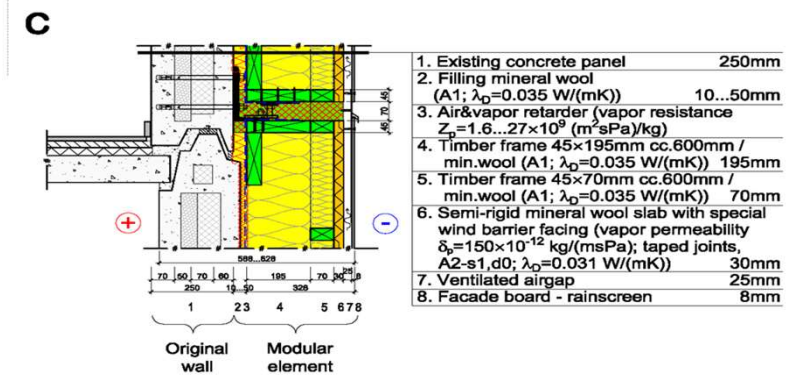 C
1. Existing concrete panel 250mm
2. Filling mineral wool
(A1; λD=0.035 W/(mK)) 10...50mm
3. Air&vapor retarder (vapor resistance
Zp=1.6...27×10⁹ (m²sPa)/kg)
4. Timber frame 45×195mm cc.600mm /
min.wool (A1; λD=0.035 W/(mK)) 195mm
5. Timber frame 45×70mm cc.600mm /
min.wool (A1; λD=0.035 W/(mK)) 70mm
6. Semi-rigid mineral wool slab with special
wind barrier facing (vapor permeability
δp=150×10⁻¹² kg/(msPa); taped joints,
A2-s1,d0; λD=0.031 W/(mK)) 30mm
7. Ventilated airgap 25mm
8. Facade board - rainscreen 8mm
45
70
45
+
-
588...628
70 50 70 60 195 70 30 25 8
250 10...50 328
1 2 3 4 5 6 7 8
Original wall
Modular element